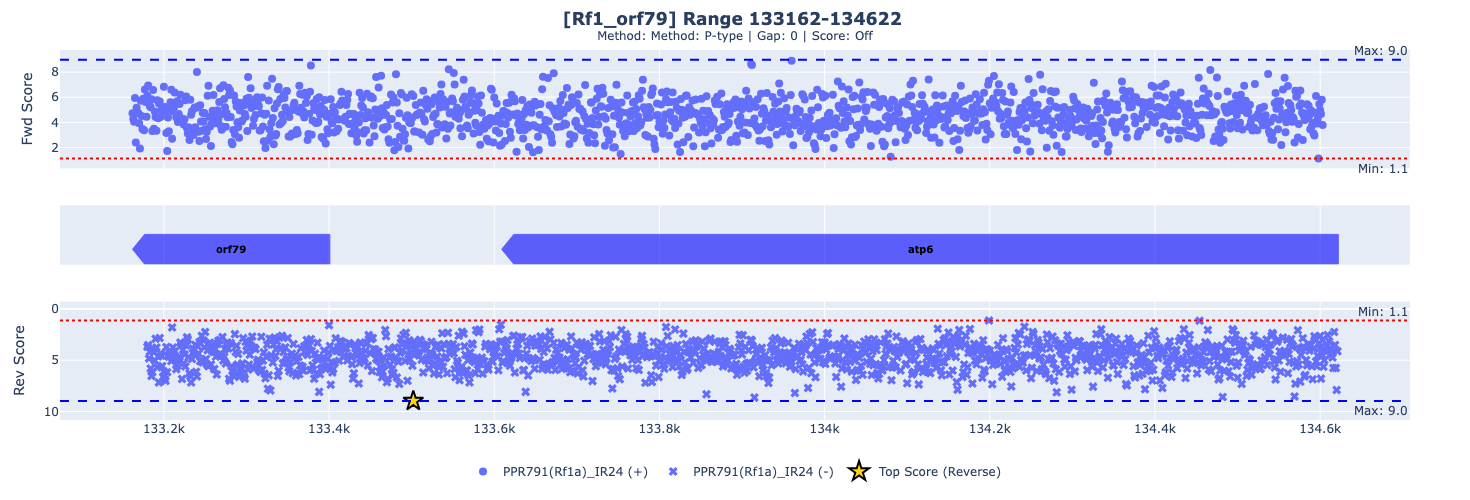 [Rf1_orf79] Range 133162-134622
Method: Method: P-type | Gap: 0 | Score: Off
Max: 9.0
Fwd Score
8
6
4
2
Min: 1.1
orf79
atp6
Rev Score
0
5
10
Min: 1.1
Max: 9.0
133.2k 133.4k 133.6k 133.8k 134k 134.2k 134.4k 134.6k
PPR791(Rf1a)_IR24 (+) PPR791(Rf1a)_IR24 (-) Top Score (Reverse)